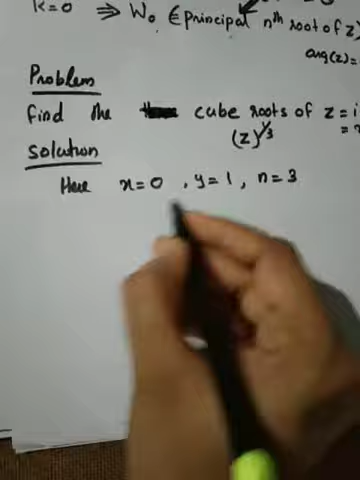 K=0 ⇒ W₀ ∈ principal nᵗʰ root of z)
arg(z)=
Problem
find the cube roots of z = i
(z)^⅓
Solution
Here x=0 , y=1 , n=3